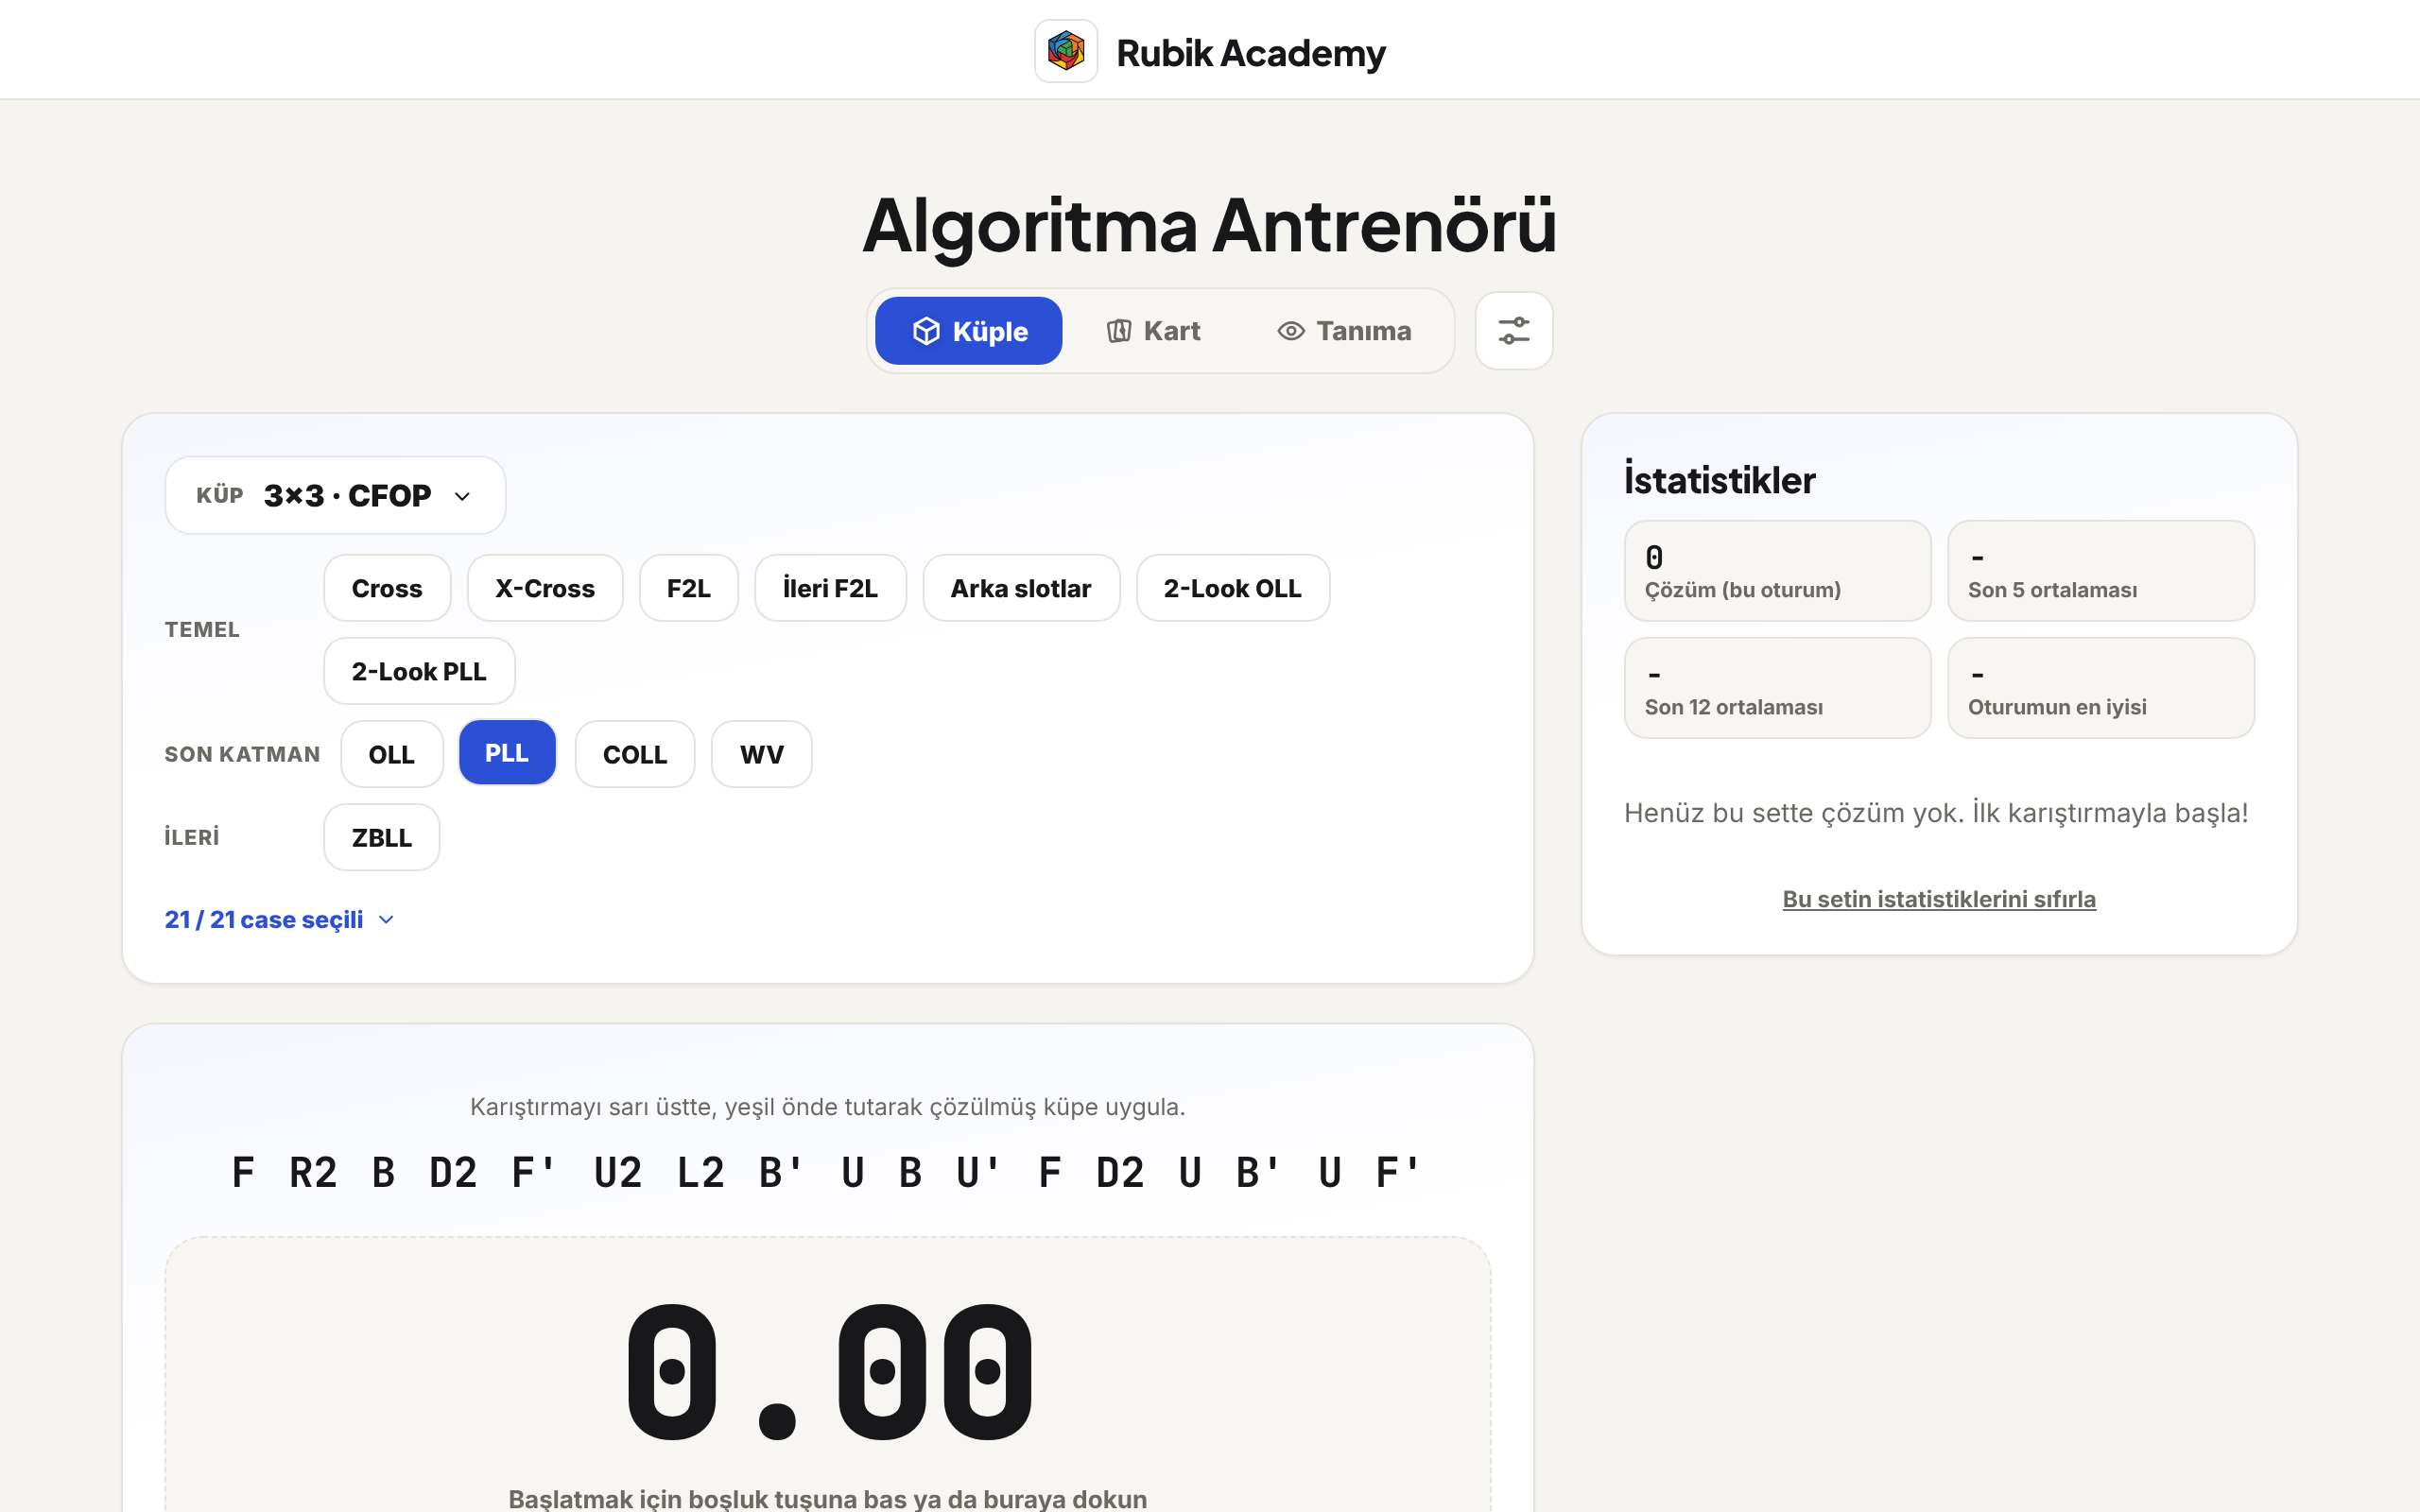 Rubik Academy
Algoritma Antrenörü
Küple
Kart
Tanıma
KÜP 3×3 · CFOP
TEMEL
Cross
X-Cross
F2L
İleri F2L
Arka slotlar
2-Look OLL
2-Look PLL
SON KATMAN
OLL
PLL
COLL
WV
İLERİ
ZBLL
21 / 21 case seçili
İstatistikler
0
Çözüm (bu oturum)
-
Son 5 ortalaması
-
Son 12 ortalaması
-
Oturumun en iyisi
Henüz bu sette çözüm yok. İlk karıştırmayla başla!
Bu setin istatistiklerini sıfırla
Karıştırmayı sarı üstte, yeşil önde tutarak çözülmüş küpe uygula.
F R2 B D2 F' U2 L2 B' U B U' F D2 U B' U F'
0.00
Başlatmak için boşluk tuşuna bas ya da buraya dokun